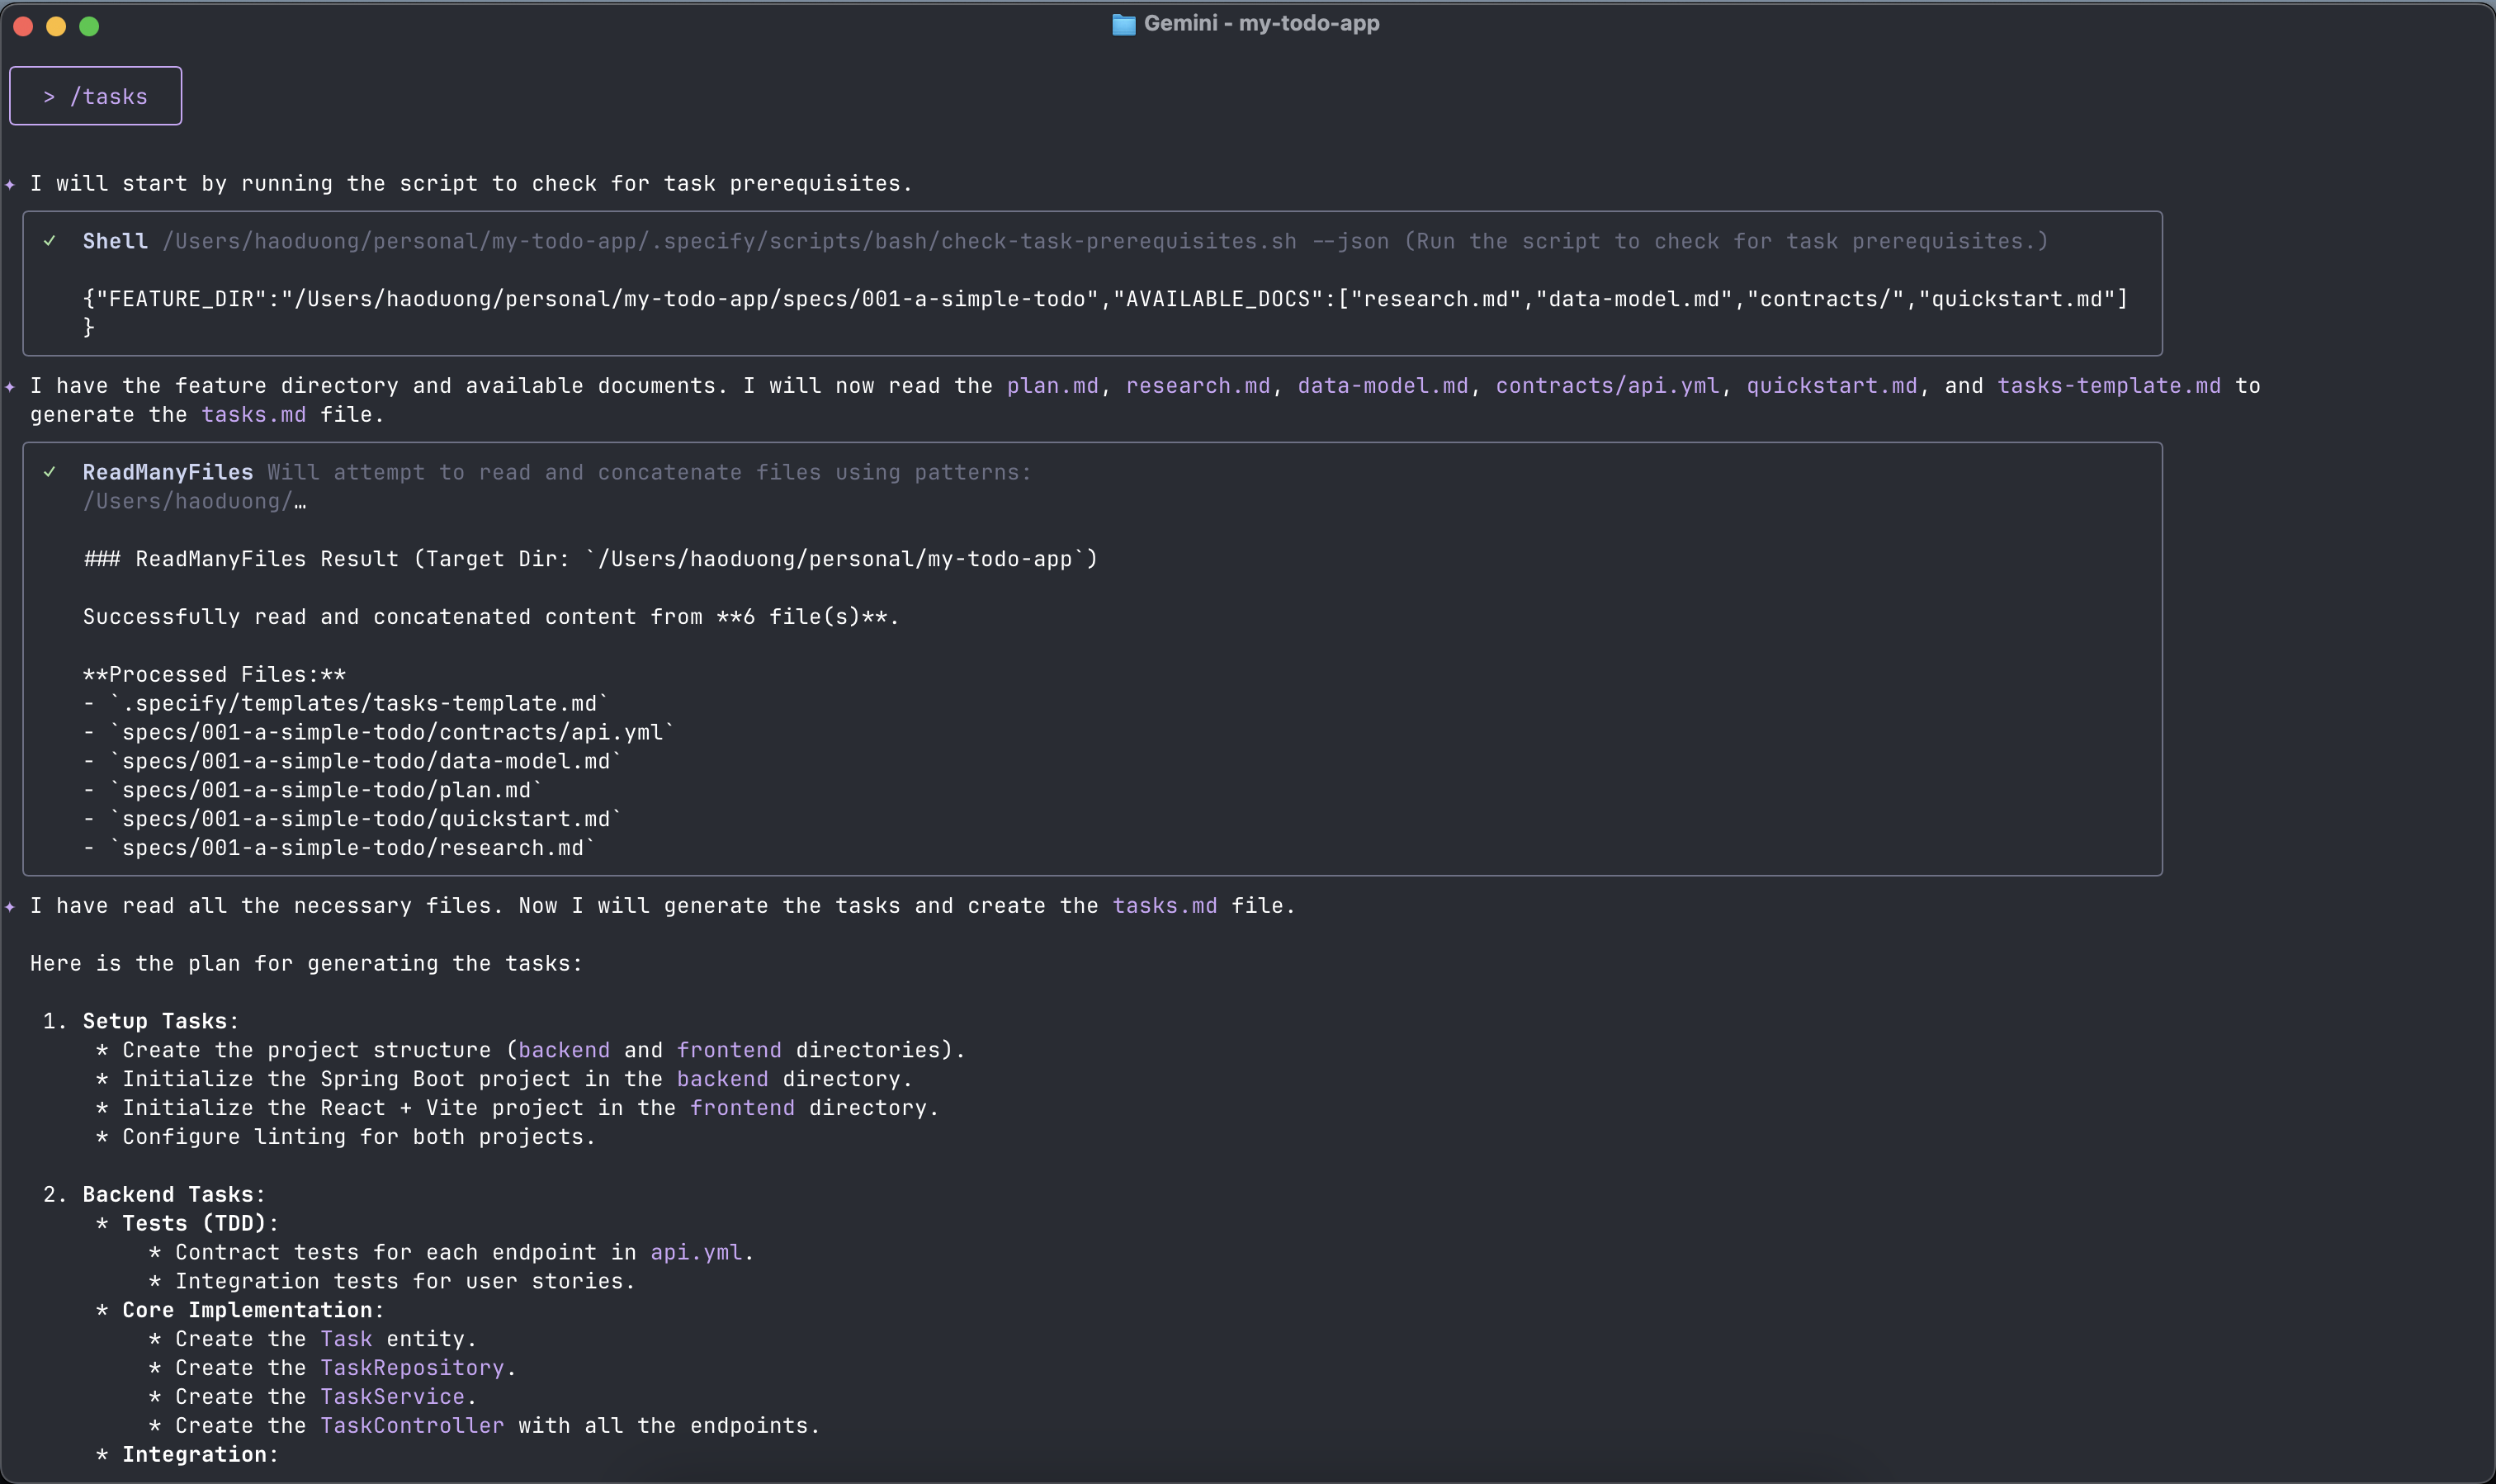 Gemini - my-todo-app
> /tasks
✦ I will start by running the script to check for task prerequisites.
✓ Shell /Users/haoduong/personal/my-todo-app/.specify/scripts/bash/check-task-prerequisites.sh --json (Run the script to check for task prerequisites.)
{"FEATURE_DIR":"/Users/haoduong/personal/my-todo-app/specs/001-a-simple-todo","AVAILABLE_DOCS":["research.md","data-model.md","contracts/","quickstart.md"]
}
✦ I have the feature directory and available documents. I will now read the plan.md, research.md, data-model.md, contracts/api.yml, quickstart.md, and tasks-template.md to
generate the tasks.md file.
✓ ReadManyFiles Will attempt to read and concatenate files using patterns:
/Users/haoduong/…
### ReadManyFiles Result (Target Dir: `/Users/haoduong/personal/my-todo-app`)
Successfully read and concatenated content from **6 file(s)**.
**Processed Files:**
- `.specify/templates/tasks-template.md`
- `specs/001-a-simple-todo/contracts/api.yml`
- `specs/001-a-simple-todo/data-model.md`
- `specs/001-a-simple-todo/plan.md`
- `specs/001-a-simple-todo/quickstart.md`
- `specs/001-a-simple-todo/research.md`
✦ I have read all the necessary files. Now I will generate the tasks and create the tasks.md file.
Here is the plan for generating the tasks:
1. Setup Tasks:
* Create the project structure (backend and frontend directories).
* Initialize the Spring Boot project in the backend directory.
* Initialize the React + Vite project in the frontend directory.
* Configure linting for both projects.
2. Backend Tasks:
* Tests (TDD):
* Contract tests for each endpoint in api.yml.
* Integration tests for user stories.
* Core Implementation:
* Create the Task entity.
* Create the TaskRepository.
* Create the TaskService.
* Create the TaskController with all the endpoints.
* Integration: